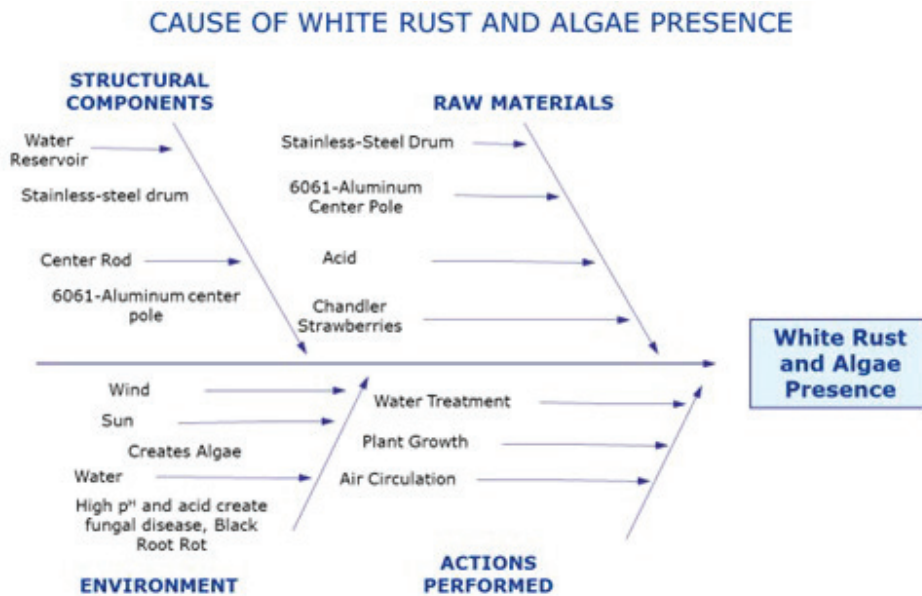 CAUSE OF WHITE RUST AND ALGAE PRESENCE
STRUCTURAL
COMPONENTS
Water
Reservoir
Stainless-steel drum
Center Rod
6061-Aluminum center
pole
RAW MATERIALS
Stainless-Steel Drum
6061-Aluminum
Center Pole
Acid
Chandler
Strawberries
White Rust
and Algae
Presence
Wind
Sun
Creates Algae
Water
High pH and acid create
fungal disease, Black
Root Rot
ENVIRONMENT
Water Treatment
Plant Growth
Air Circulation
ACTIONS
PERFORMED